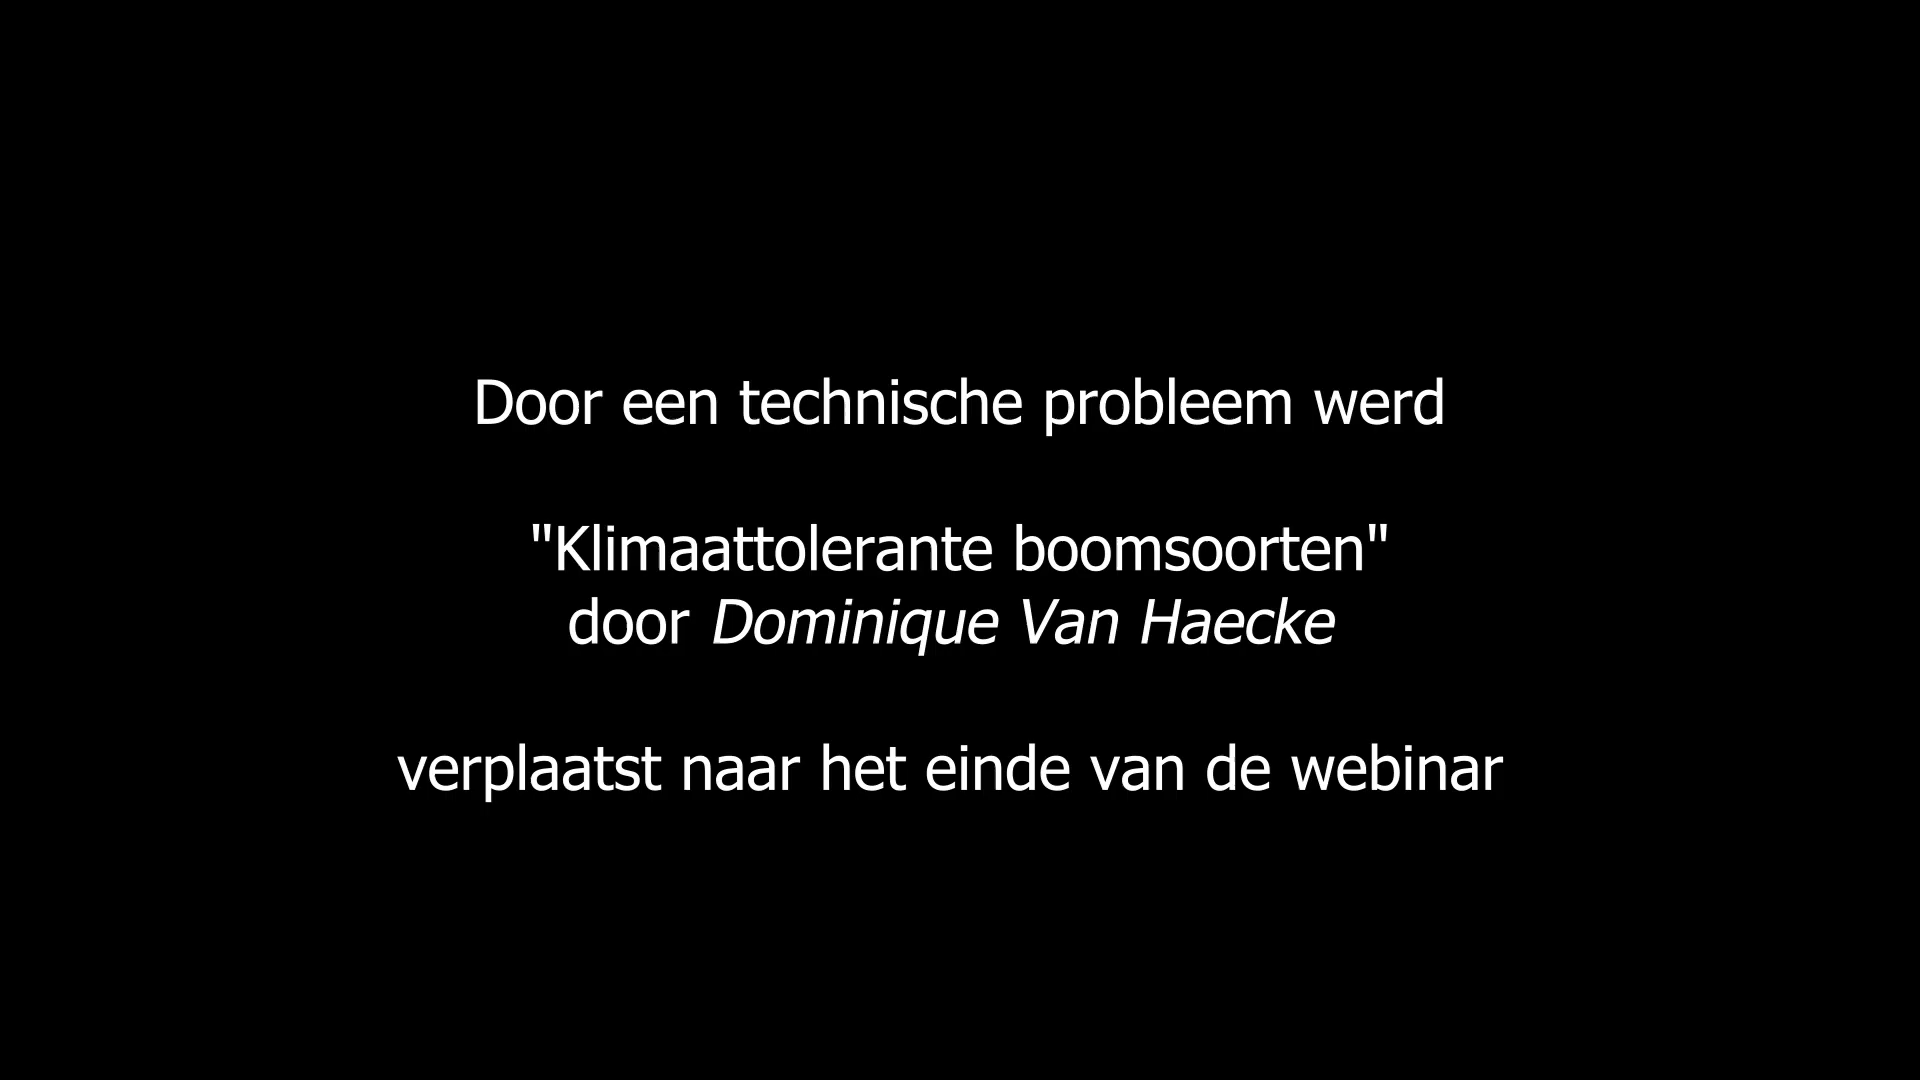 Door een technische probleem werd
"Klimaattolerante boomsoorten"
door Dominique Van Haecke
verplaatst naar het einde van de webinar